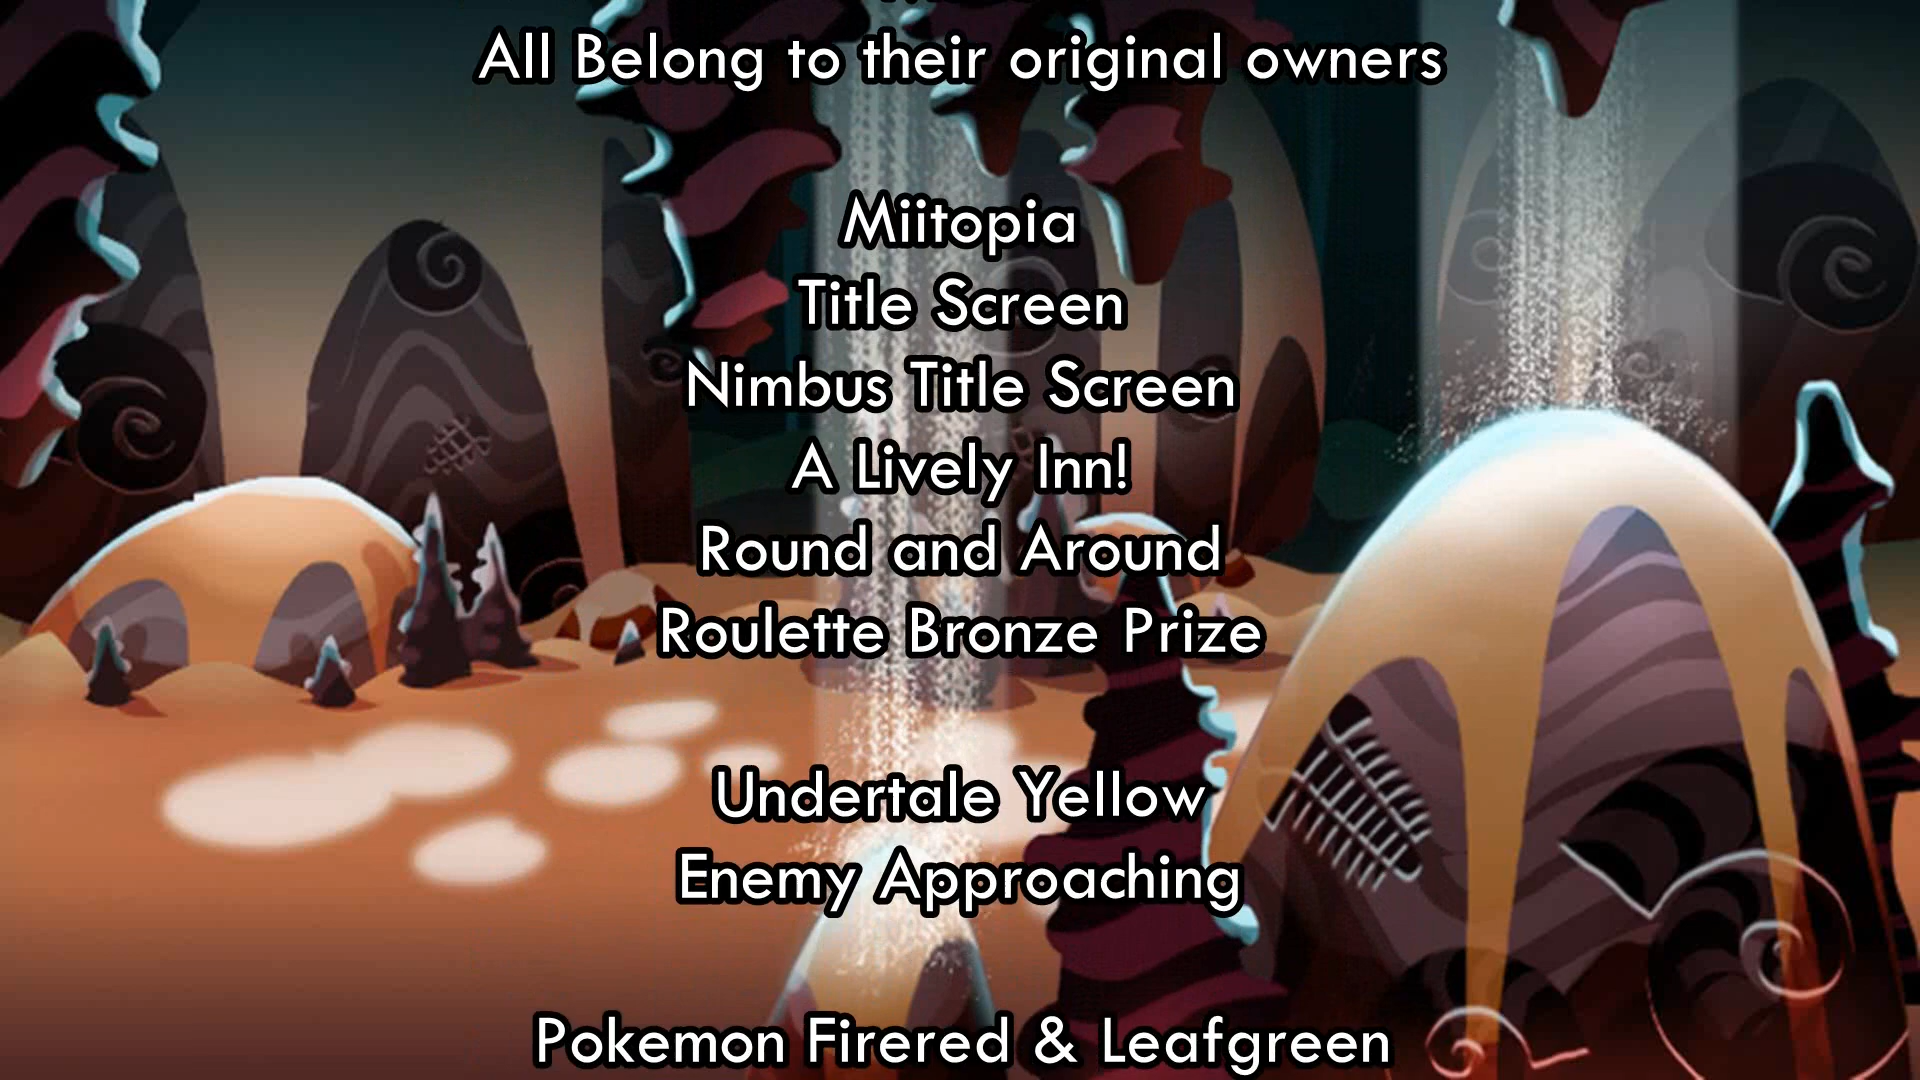 All Belong to their original owners
Miitopia
Title Screen
Nimbus Title Screen
A Lively Inn!
Round and Around
Roulette Bronze Prize
Undertale Yellow
Enemy Approaching
Pokemon Firered & Leafgreen